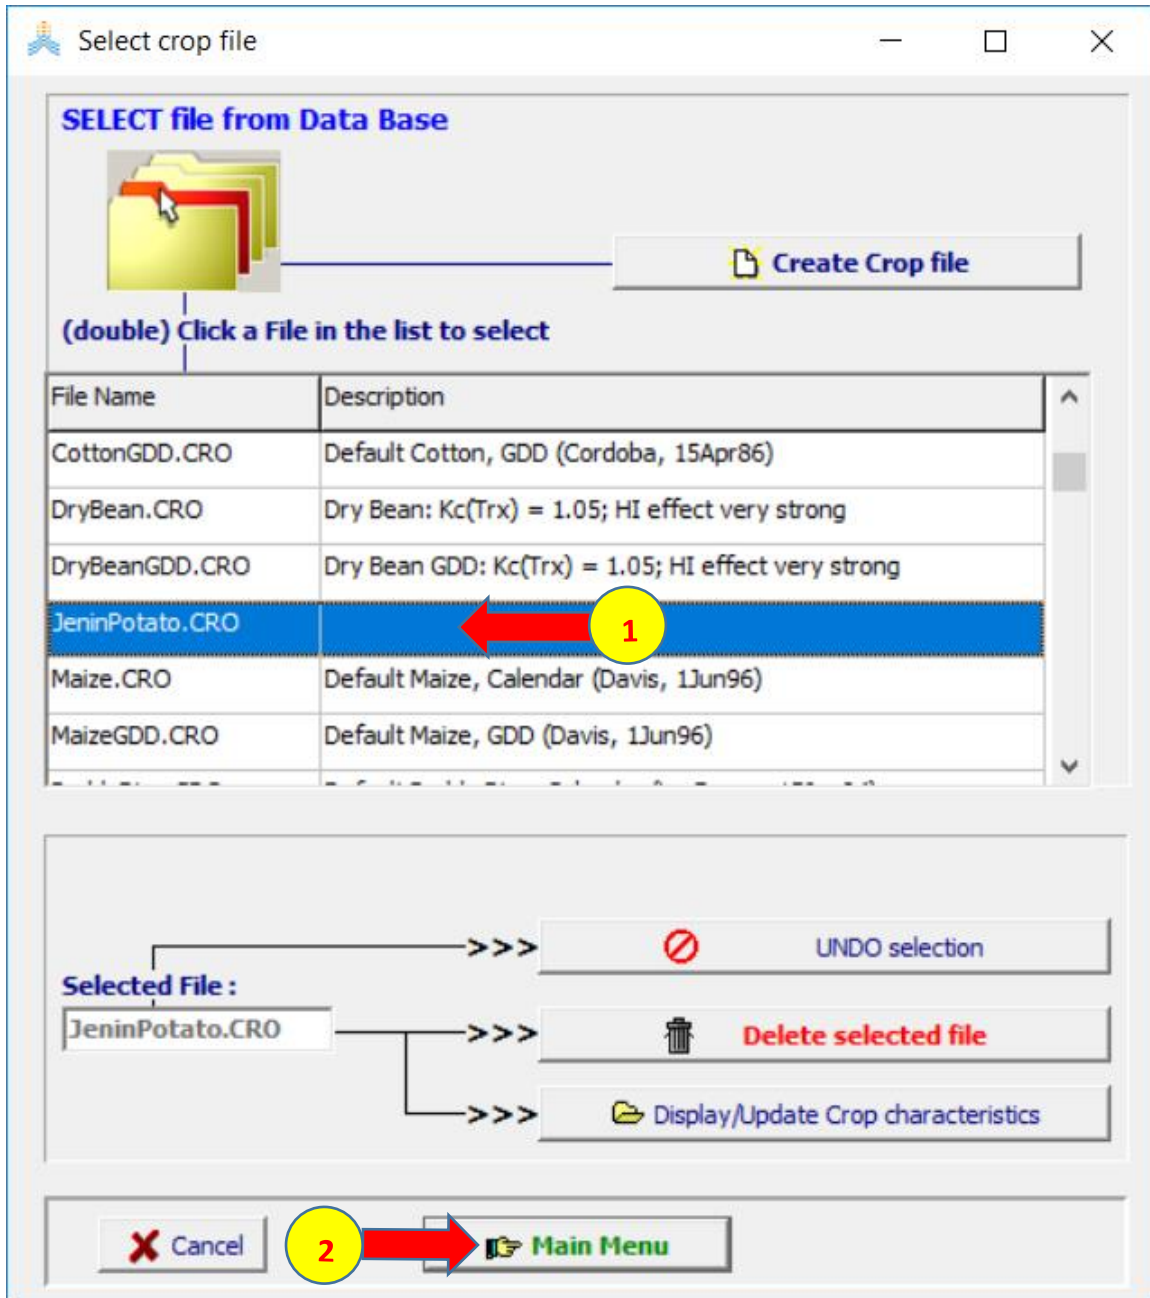 Select crop file
SELECT file from Data Base
Create Crop file
(double) Click a File in the list to select
File Name Description
CottonGDD.CRO Default Cotton, GDD (Cordoba, 15Apr86)
DryBean.CRO Dry Bean: Kc(Trx) = 1.05; HI effect very strong
DryBeanGDD.CRO Dry Bean GDD: Kc(Trx) = 1.05; HI effect very strong
JeninPotato.CRO 1
Maize.CRO Default Maize, Calendar (Davis, 1Jun96)
MaizeGDD.CRO Default Maize, GDD (Davis, 1Jun96)
>>> UNDO selection
Selected File :
JeninPotato.CRO >>> Delete selected file
>>> Display/Update Crop characteristics
Cancel 2 Main Menu